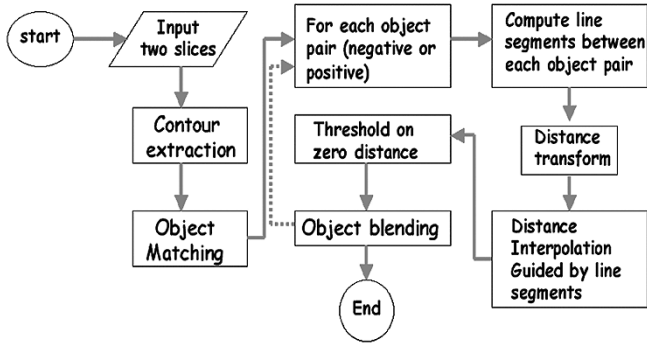 start
Input
two slices
Contour
extraction
Object
Matching
For each object
pair (negative or
positive)
Compute line
segments between
each object pair
Distance
transform
Distance
Interpolation
Guided by line
segments
Threshold on
zero distance
Object blending
End